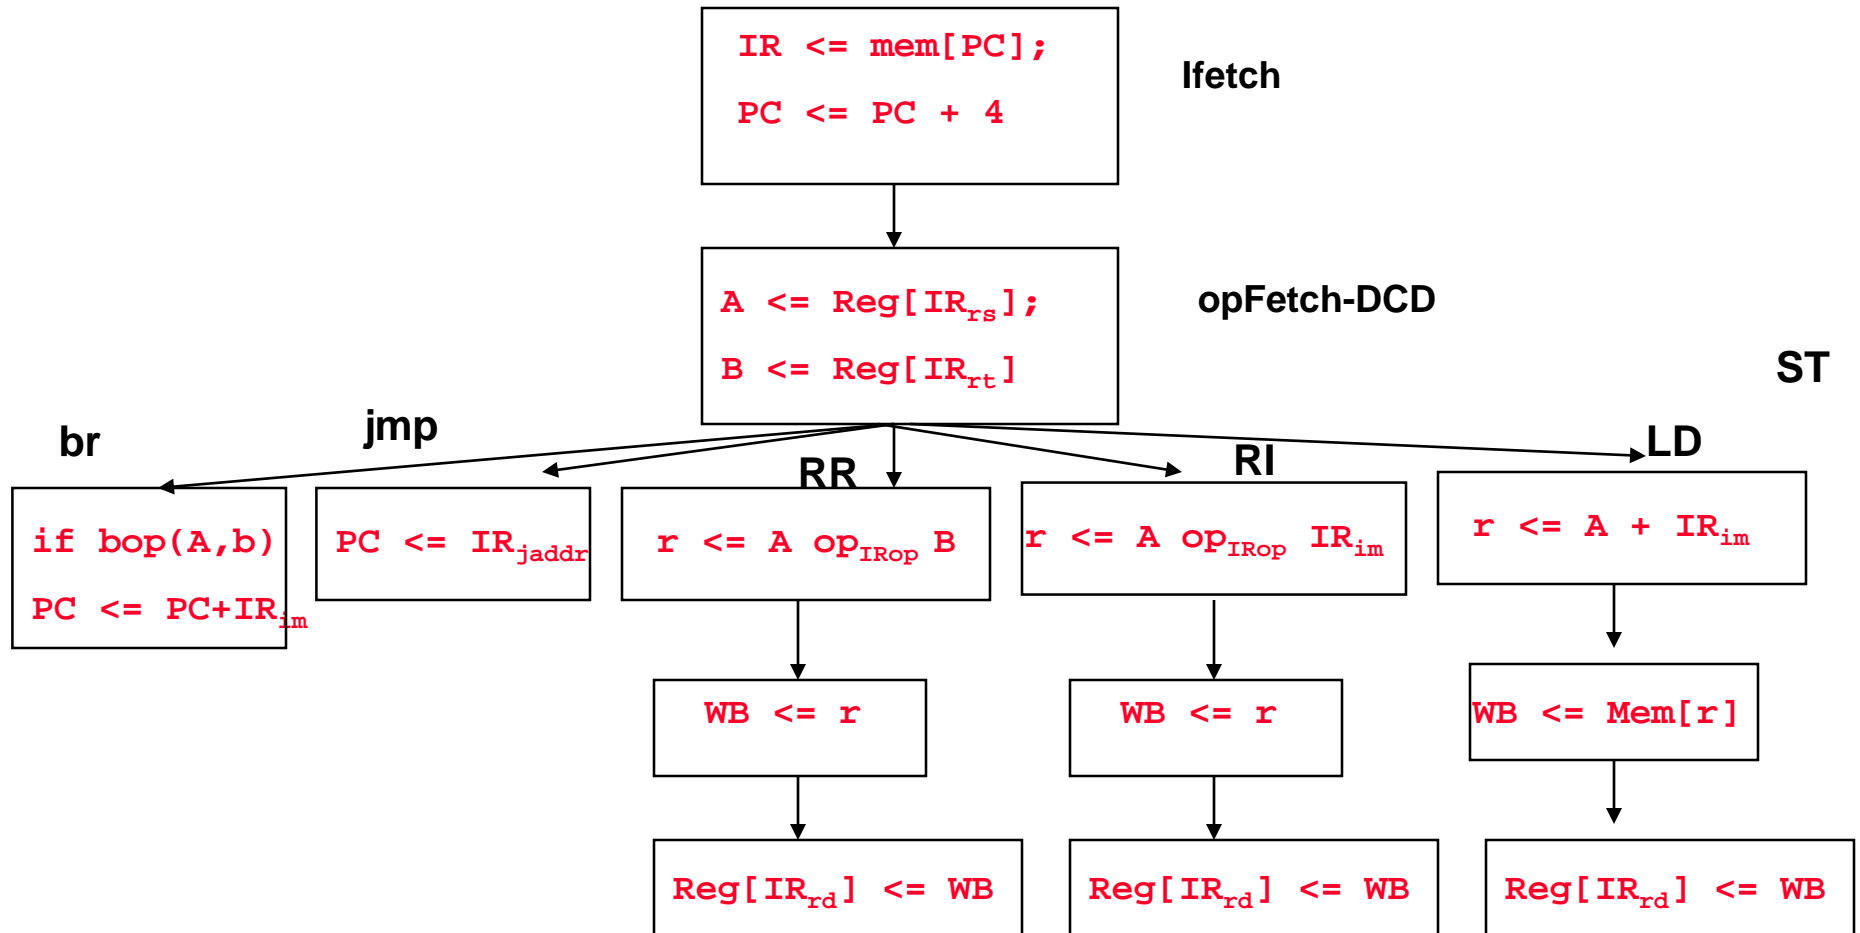 IR <= mem[PC];
PC <= PC + 4
Ifetch
A <= Reg[IRrs];
B <= Reg[IRrt]
opFetch-DCD
ST
br
jmp
RR
RI
LD
if bop(A,b)
PC <= PC+IRim
PC <= IRjaddr
r <= A opIRop B
r <= A opIRop IRim
r <= A + IRim
WB <= r
WB <= r
WB <= Mem[r]
Reg[IRrd] <= WB
Reg[IRrd] <= WB
Reg[IRrd] <= WB